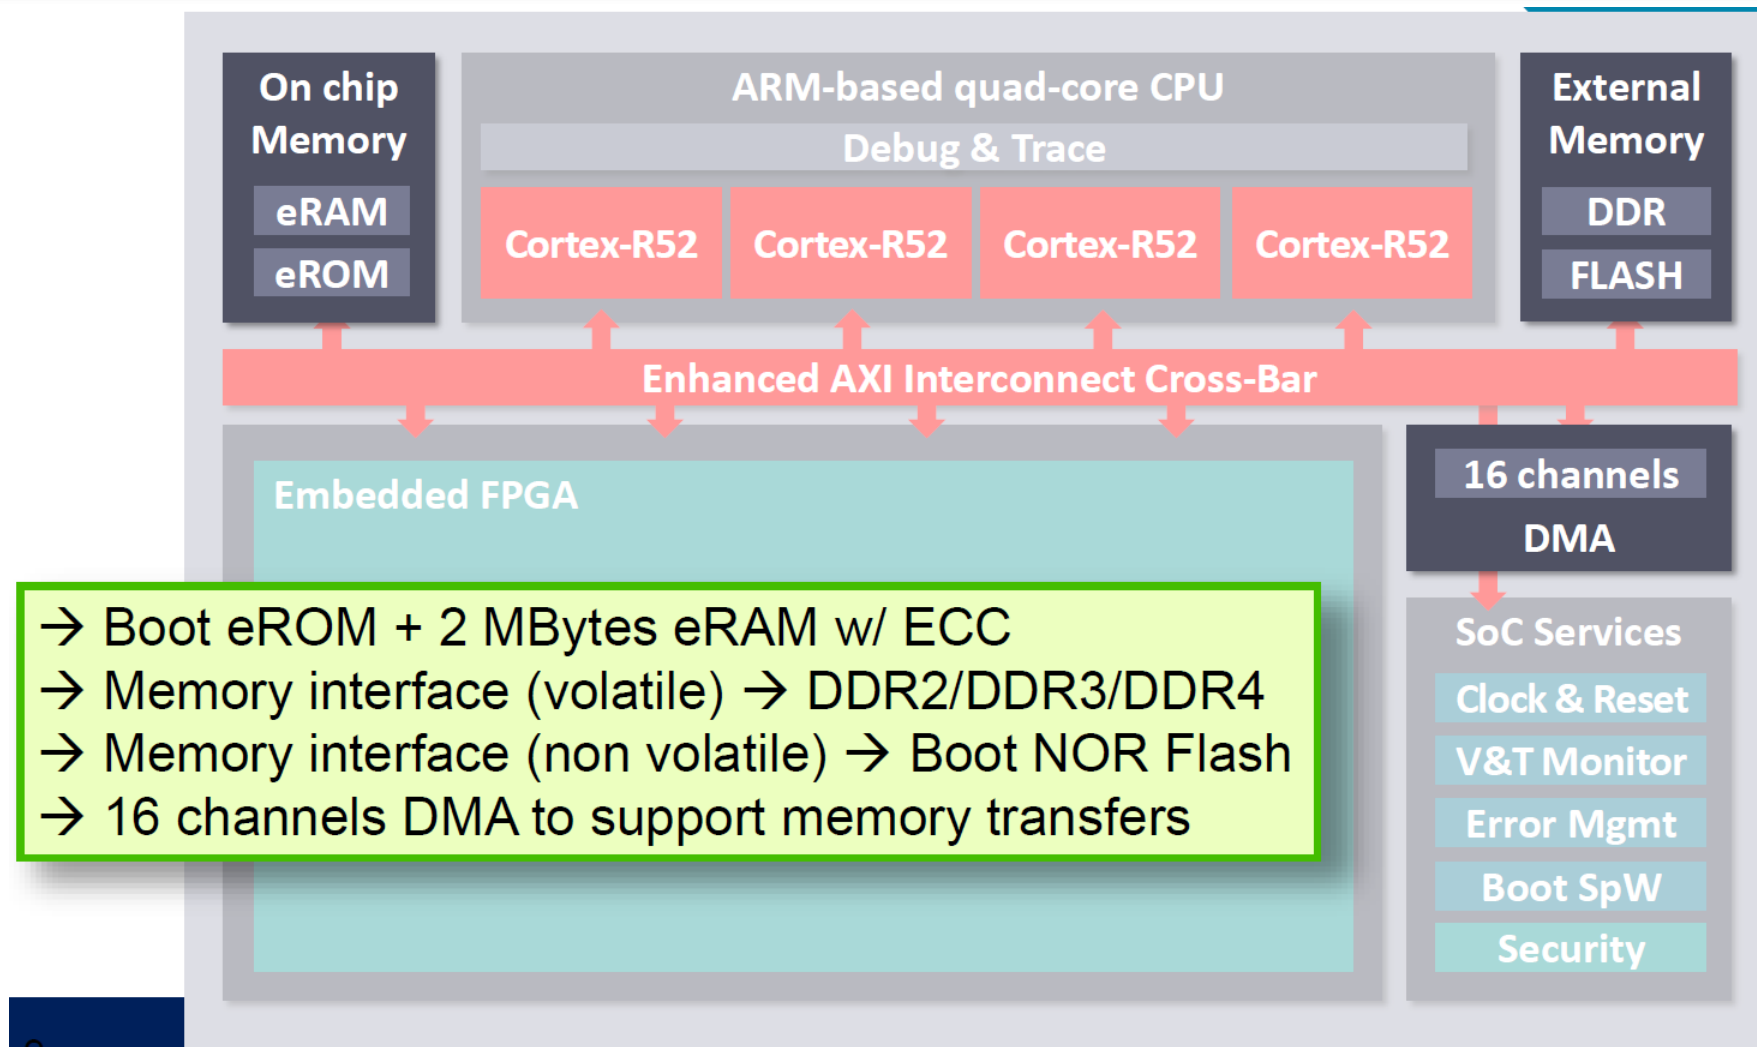 On chip
Memory
eRAM
eROM
ARM-based quad-core CPU
Debug & Trace
Cortex-R52
Cortex-R52
Cortex-R52
Cortex-R52
External
Memory
DDR
FLASH
Enhanced AXI Interconnect Cross-Bar
Embedded FPGA
→ Boot eROM + 2 MBytes eRAM w/ ECC
→ Memory interface (volatile) → DDR2/DDR3/DDR4
→ Memory interface (non volatile) → Boot NOR Flash
→ 16 channels DMA to support memory transfers
16 channels
DMA
SoC Services
Clock & Reset
V&T Monitor
Error Mgmt
Boot SpW
Security